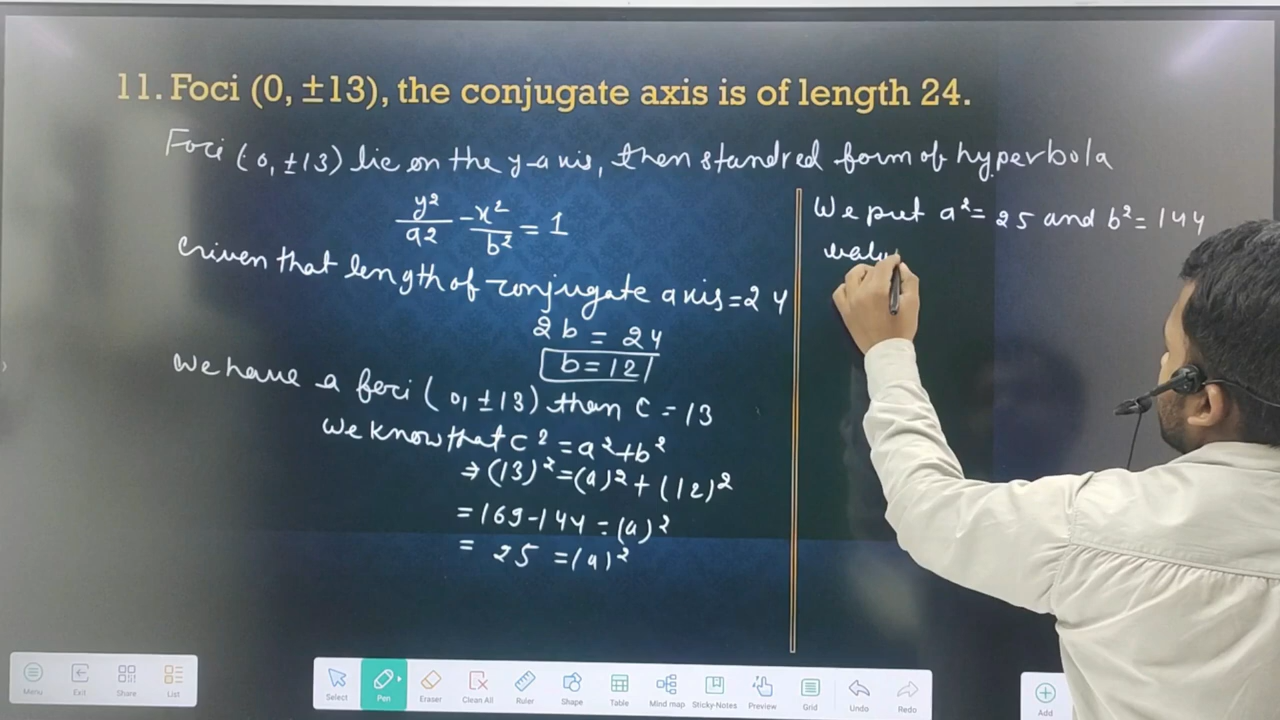 11. Foci (0, ±13), the conjugate axis is of length 24.
Foci (0, ±13) lie on the y-axis, then standred form of hyperbola
y²/a² - x²/b² = 1
Given that length of conjugate axis = 24
2b = 24
b = 12
We have a foci (0, ±13) then c = 13
We know that c² = a² + b²
⇒ (13)² = (a)² + (12)²
= 169 - 144 = (a)²
= 25 = (a)²
We put a² = 25 and b² = 144
valu
Menu Exit Share List
Select Pen Eraser Clean All Ruler Shape Table Mind map Sticky-Notes Preview Grid Undo Redo
Add